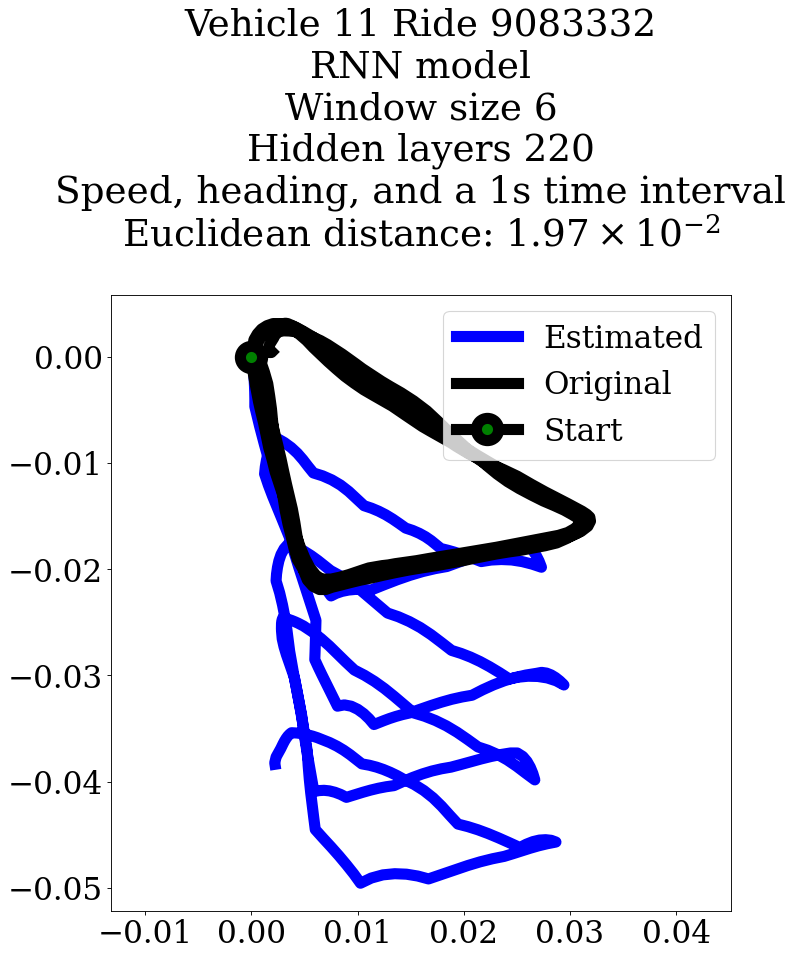 Vehicle 11 Ride 9083332
RNN model
Window size 6
Hidden layers 220
Speed, heading, and a 1s time interval
Euclidean distance: 1.97 × 10⁻²
Estimated
Original
Start
0.00
−0.01
−0.02
−0.03
−0.04
−0.05
−0.01 0.00 0.01 0.02 0.03 0.04